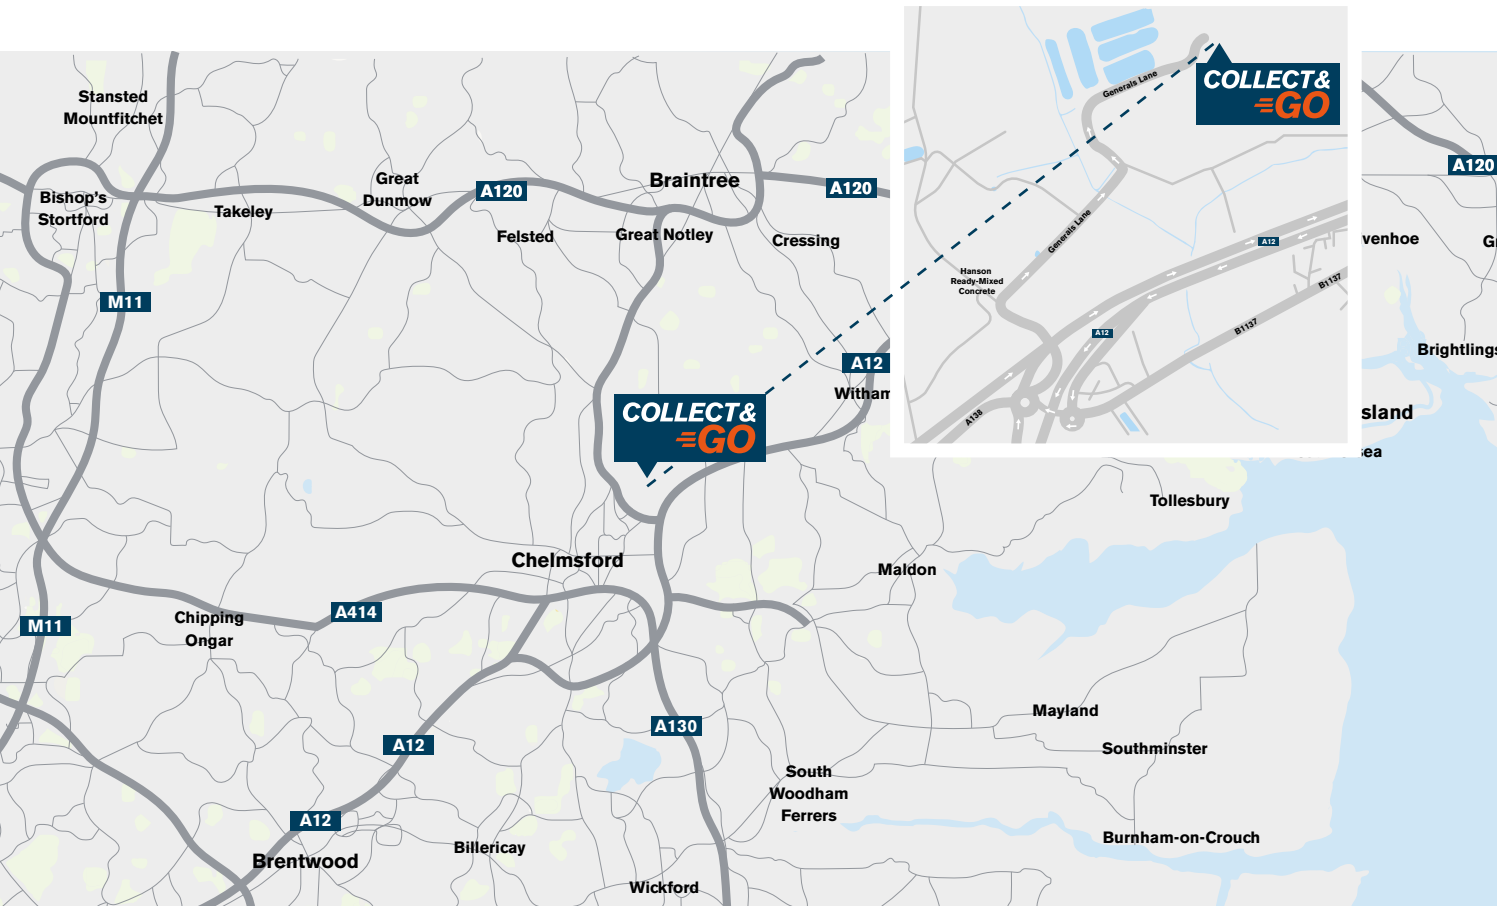 Stansted
Mountfitchet
Bishop's
Stortford
Takeley
Great
Dunmow
A120
Felsted
Braintree
Great Notley
Cressing
A120
M11
A12
Witham
COLLECT&
GO
Chelmsford
A414
Chipping
Ongar
M11
A12
A12
Brentwood
Billericay
Wickford
A130
South
Woodham
Ferrers
Maldon
Tollesbury
Mayland
Southminster
Burnham-on-Crouch
COLLECT&
GO
Generals Lane
Generals Lane
Hanson
Ready-Mixed
Concrete
A12
A12
B1137
B1137
A138
A120
venhoe
G
Brightlings
sland
sea